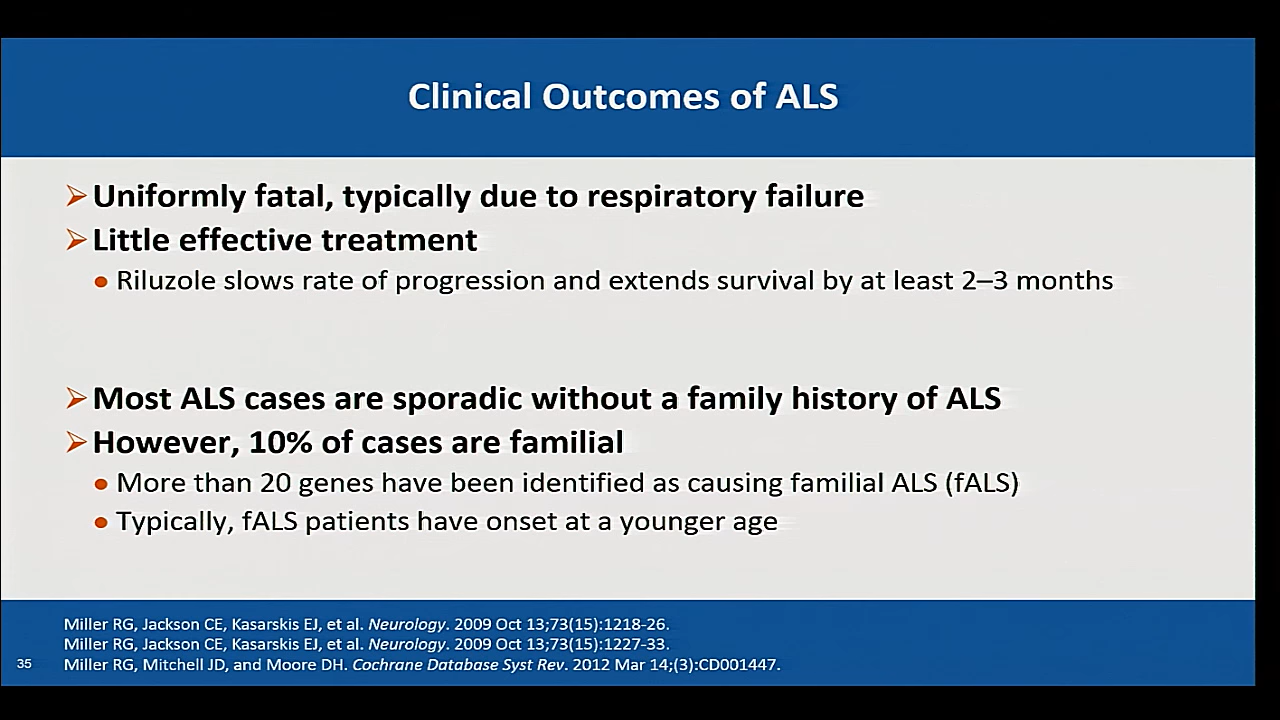 Clinical Outcomes of ALS
Uniformly fatal, typically due to respiratory failure
Little effective treatment
Riluzole slows rate of progression and extends survival by at least 2–3 months
Most ALS cases are sporadic without a family history of ALS
However, 10% of cases are familial
More than 20 genes have been identified as causing familial ALS (fALS)
Typically, fALS patients have onset at a younger age
Miller RG, Jackson CE, Kasarskis EJ, et al. Neurology. 2009 Oct 13;73(15):1218-26.
Miller RG, Jackson CE, Kasarskis EJ, et al. Neurology. 2009 Oct 13;73(15):1227-33.
35 Miller RG, Mitchell JD, and Moore DH. Cochrane Database Syst Rev. 2012 Mar 14;(3):CD001447.